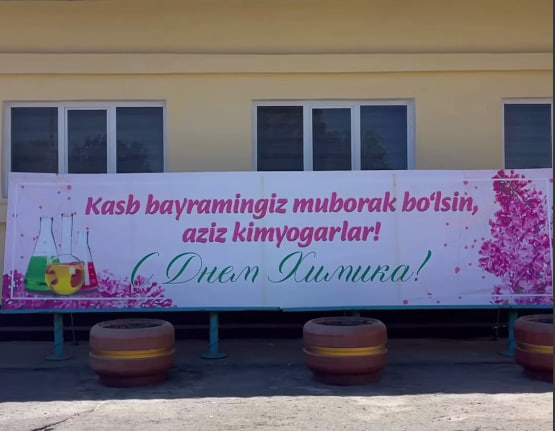 Kasb bayramingiz muborak bo'lsin,
aziz kimyogarlar!
С Днем Химика!